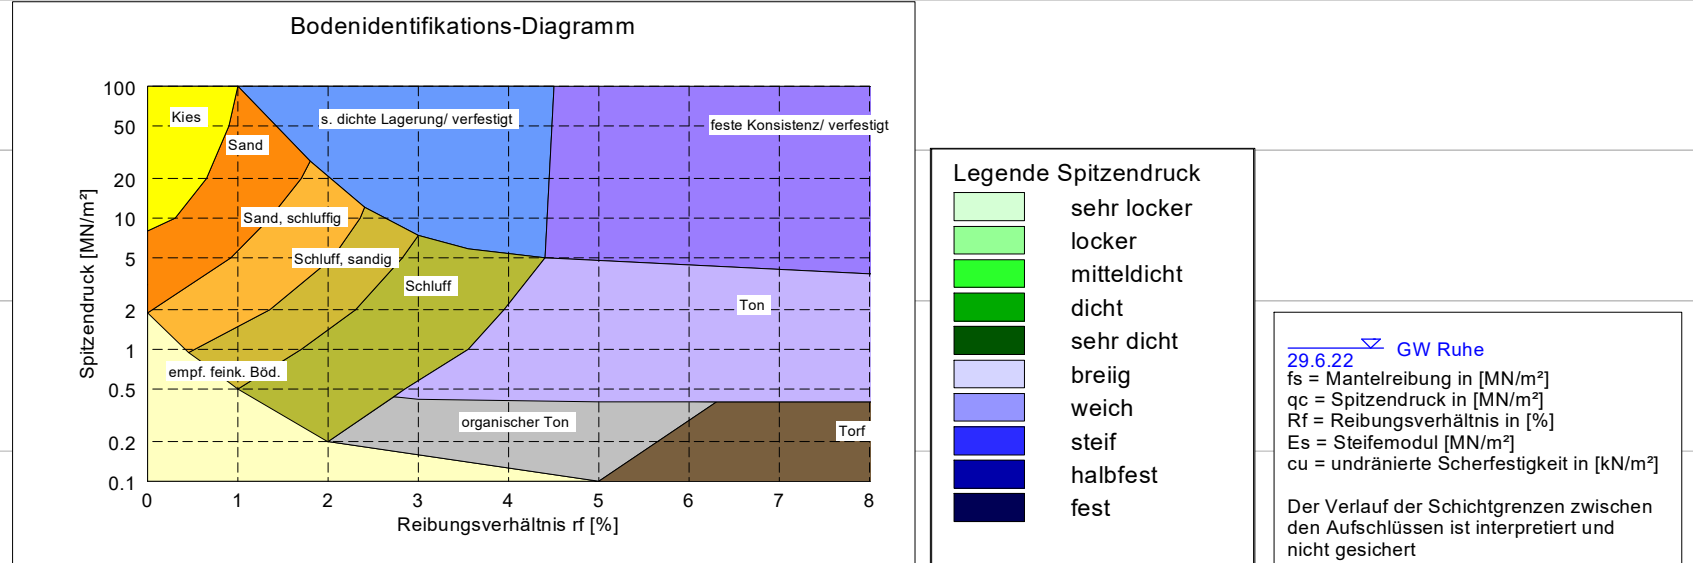 Bodenidentifikations-Diagramm
100
50
20
10
5
2
1
0.5
0.2
0.1
Spitzendruck [MN/m²]
Kies
Sand
s. dichte Lagerung/ verfestigt
feste Konsistenz/ verfestigt
Sand, schluffig
Schluff, sandig
Schluff
Ton
empf. feink. Böd.
organischer Ton
Torf
0 1 2 3 4 5 6 7 8
Reibungsverhältnis rf [%]
Legende Spitzendruck
sehr locker
locker
mitteldicht
dicht
sehr dicht
breiig
weich
steif
halbfest
fest
GW Ruhe
29.6.22
fs = Mantelreibung in [MN/m²]
qc = Spitzendruck in [MN/m²]
Rf = Reibungsverhältnis in [%]
Es = Steifemodul [MN/m²]
cu = undränierte Scherfestigkeit in [kN/m²]
Der Verlauf der Schichtgrenzen zwischen
den Aufschlüssen ist interpretiert und
nicht gesichert